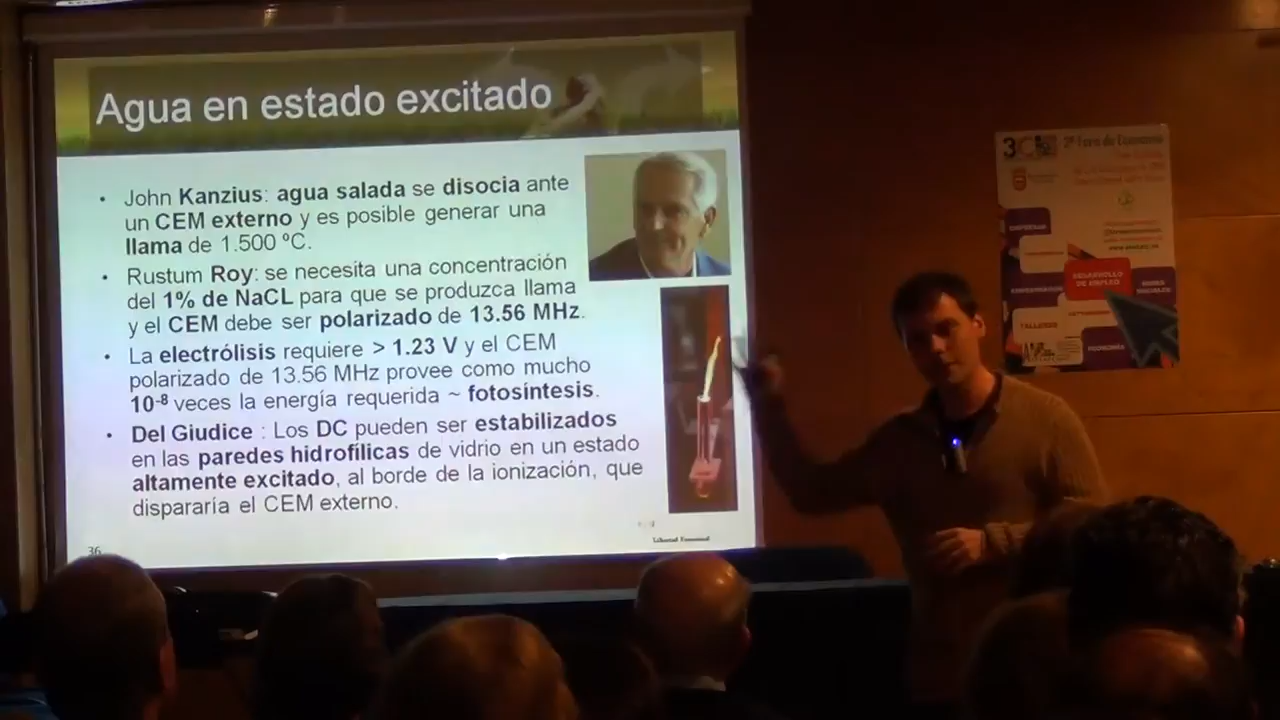 Agua en estado excitado
• John Kanzius: agua salada se disocia ante
un CEM externo y es posible generar una
llama de 1.500 ºC.
• Rustum Roy: se necesita una concentración
del 1% de NaCL para que se produzca llama
y el CEM debe ser polarizado de 13.56 MHz.
• La electrólisis requiere > 1.23 V y el CEM
polarizado de 13.56 MHz provee como mucho
10⁻⁸ veces la energía requerida ~ fotosíntesis.
• Del Giudice : Los DC pueden ser estabilizados
en las paredes hidrofílicas de vidrio en un estado
altamente excitado, al borde de la ionización, que
dispararía el CEM externo.
36
DESARROLLO
DE EMPLEO
TALLERES